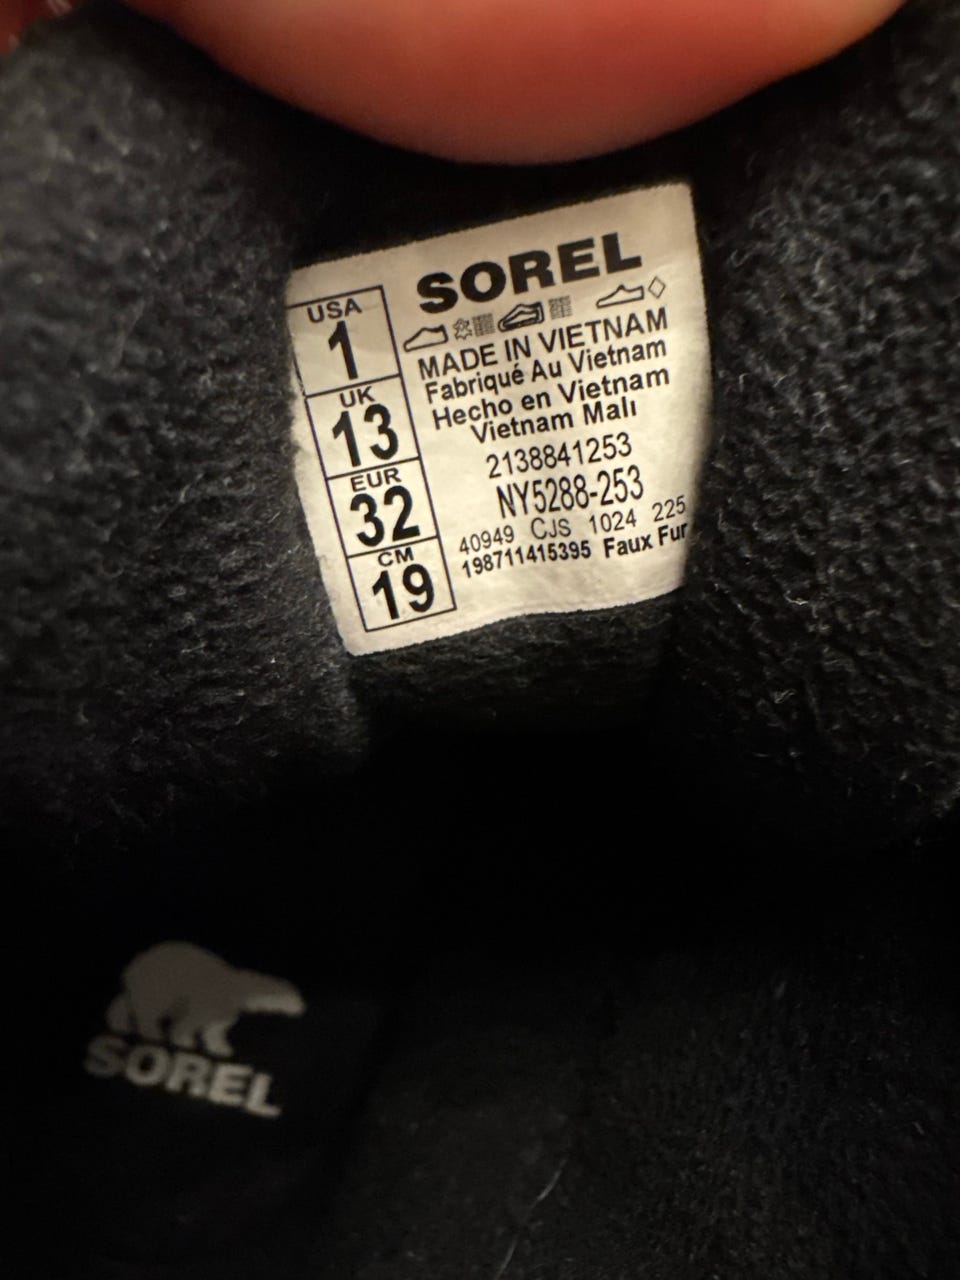 SOREL
USA
1
UK
13
EUR
32
CM
19
MADE IN VIETNAM
Fabriqué Au Vietnam
Hecho en Vietnam
Vietnam Malı
2138841253
NY5288-253
40949 CJS 1024 225
198711415395 Faux Fur
SOREL